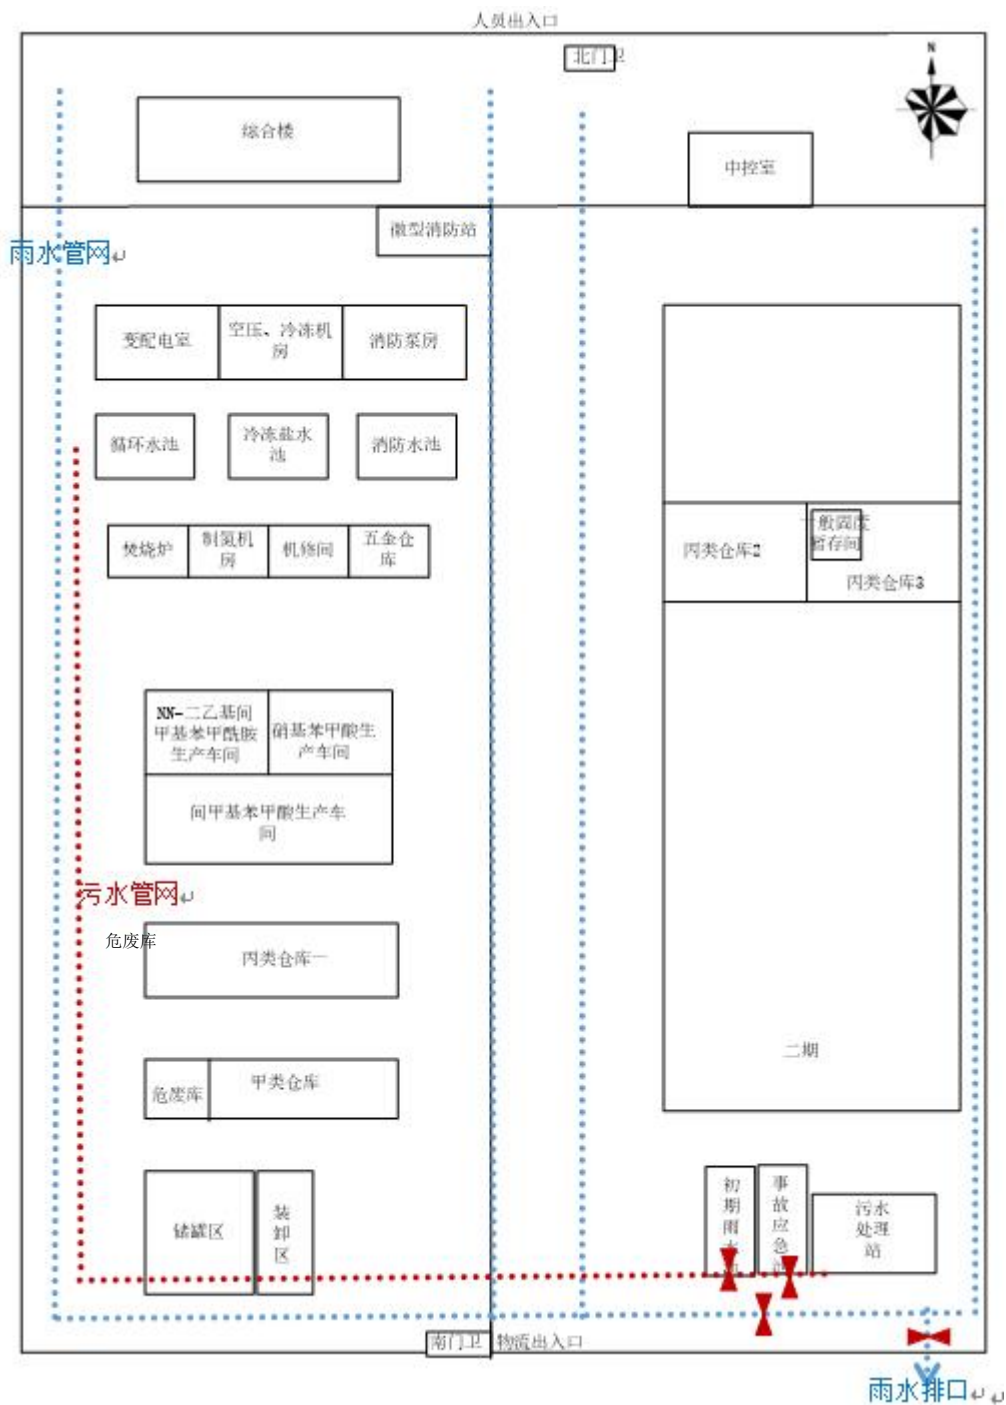 人员出入口
北门卫
N
综合楼
中控室
微型消防站
雨水管网
变配电室
空压、冷冻机
房
消防泵房
循环水池
冷冻盐水
池
消防水池
焚烧炉
制氮机
房
机修间
五金仓
库
一般固废
暂存间
丙类仓库2
丙类仓库3
NN-二乙基间
甲基苯甲酰胺
生产车间
硝基苯甲酸生
产车间
间甲基苯甲酸生产车
间
污水管网
危废库
丙类仓库一
二期
危废库
甲类仓库
储罐区
装
卸
区
初
期
雨
水
池
事
故
应
急
池
污水
处理
站
南门卫
物流出入口
雨水排口